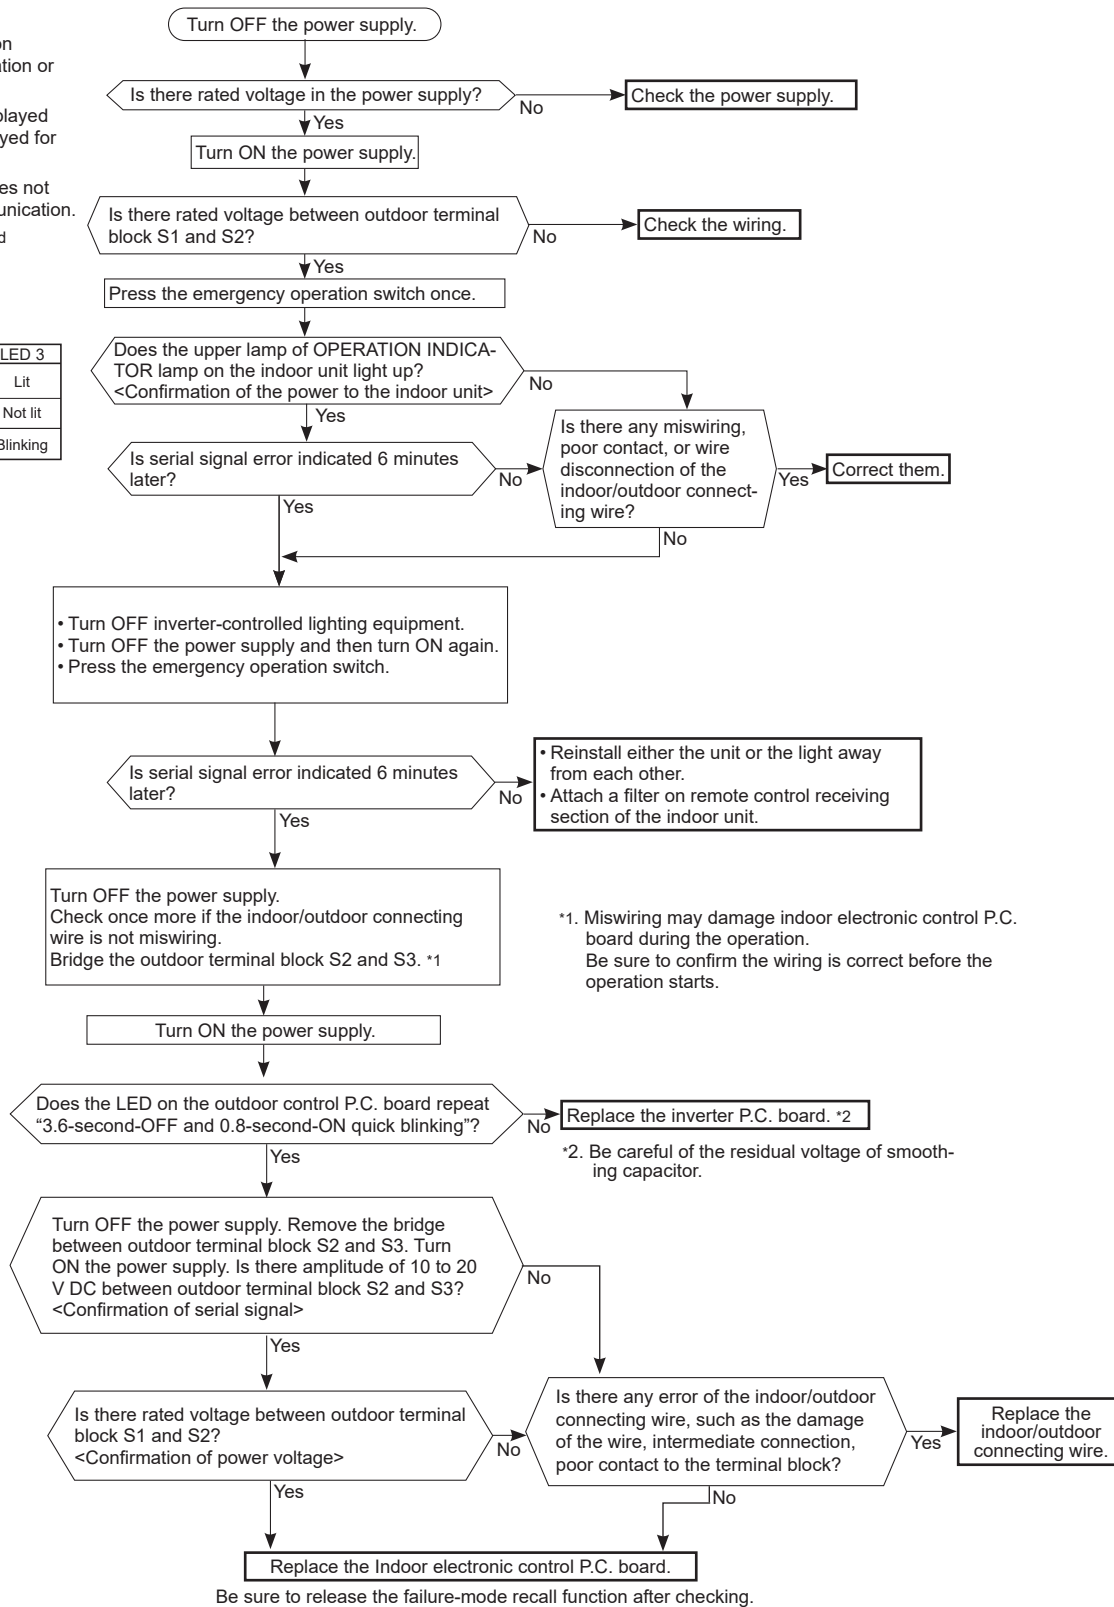 Turn OFF the power supply.
Is there rated voltage in the power supply?
No
Check the power supply.
Yes
Turn ON the power supply.
Is there rated voltage between outdoor terminal
block S1 and S2?
No
Check the wiring.
Yes
Press the emergency operation switch once.
LED 3
Lit
Not lit
Blinking
Does the upper lamp of OPERATION INDICA-
TOR lamp on the indoor unit light up?
<Confirmation of the power to the indoor unit>
No
Yes
Is there any miswiring,
poor contact, or wire
disconnection of the
indoor/outdoor connect-
ing wire?
Yes
Correct them.
No
Is serial signal error indicated 6 minutes
later?
No
Yes
• Turn OFF inverter-controlled lighting equipment.
• Turn OFF the power supply and then turn ON again.
• Press the emergency operation switch.
Is serial signal error indicated 6 minutes
later?
No
• Reinstall either the unit or the light away
from each other.
• Attach a filter on remote control receiving
section of the indoor unit.
Yes
Turn OFF the power supply.
Check once more if the indoor/outdoor connecting
wire is not miswiring.
Bridge the outdoor terminal block S2 and S3. *1
*1. Miswiring may damage indoor electronic control P.C.
board during the operation.
Be sure to confirm the wiring is correct before the
operation starts.
Turn ON the power supply.
Does the LED on the outdoor control P.C. board repeat
“3.6-second-OFF and 0.8-second-ON quick blinking”?
No
Replace the inverter P.C. board. *2
*2. Be careful of the residual voltage of smooth-
ing capacitor.
Yes
Turn OFF the power supply. Remove the bridge
between outdoor terminal block S2 and S3. Turn
ON the power supply. Is there amplitude of 10 to 20
V DC between outdoor terminal block S2 and S3?
<Confirmation of serial signal>
No
Yes
Is there rated voltage between outdoor terminal
block S1 and S2?
<Confirmation of power voltage>
No
Is there any error of the indoor/outdoor
connecting wire, such as the damage
of the wire, intermediate connection,
poor contact to the terminal block?
Yes
Replace the
indoor/outdoor
connecting wire.
Yes
No
Replace the Indoor electronic control P.C. board.
Be sure to release the failure-mode recall function after checking.